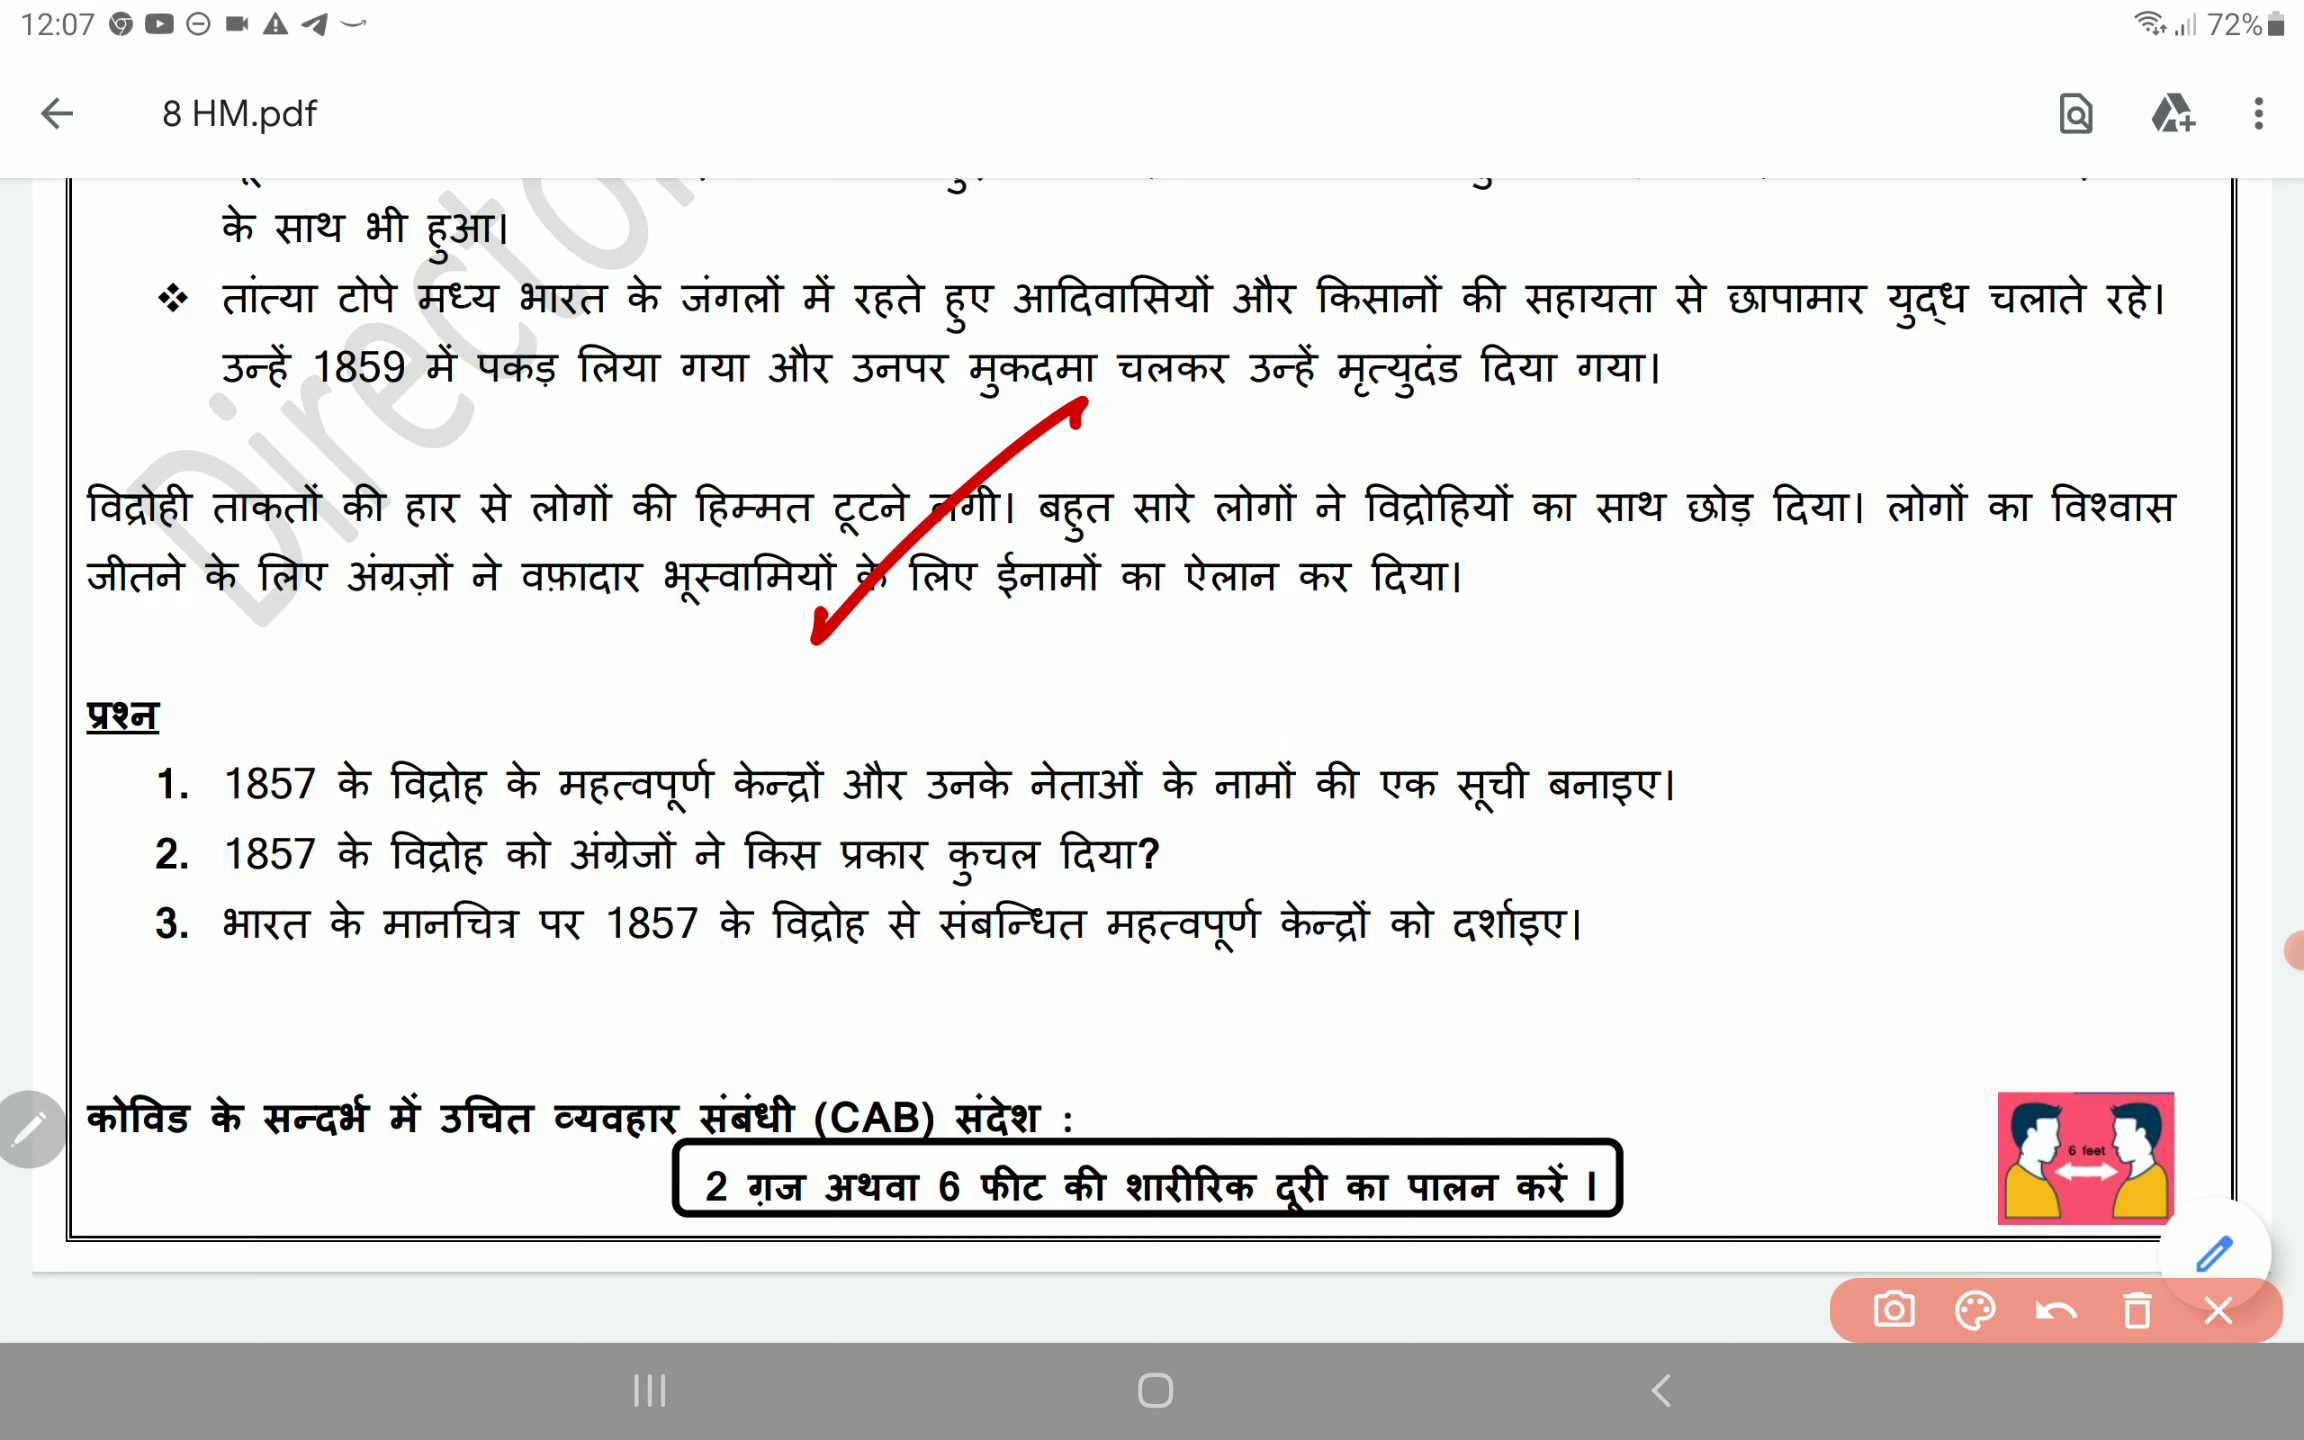 12:07
72%
8 HM.pdf
के साथ भी हुआ।
❖ तांत्या टोपे मध्य भारत के जंगलों में रहते हुए आदिवासियों और किसानों की सहायता से छापामार युद्ध चलाते रहे।
उन्हें 1859 में पकड़ लिया गया और उनपर मुकदमा चलकर उन्हें मृत्युदंड दिया गया।
विद्रोही ताकतों की हार से लोगों की हिम्मत टूटने लगी। बहुत सारे लोगों ने विद्रोहियों का साथ छोड़ दिया। लोगों का विश्वास
जीतने के लिए अंग्रज़ों ने वफ़ादार भूस्वामियों के लिए ईनामों का ऐलान कर दिया।
प्रश्न
1. 1857 के विद्रोह के महत्वपूर्ण केन्द्रों और उनके नेताओं के नामों की एक सूची बनाइए।
2. 1857 के विद्रोह को अंग्रेजों ने किस प्रकार कुचल दिया?
3. भारत के मानचित्र पर 1857 के विद्रोह से संबन्धित महत्वपूर्ण केन्द्रों को दर्शाइए।
कोविड के सन्दर्भ में उचित व्यवहार संबंधी (CAB) संदेश :
2 ग़ज अथवा 6 फीट की शारीरिक दूरी का पालन करें ।
6 feet